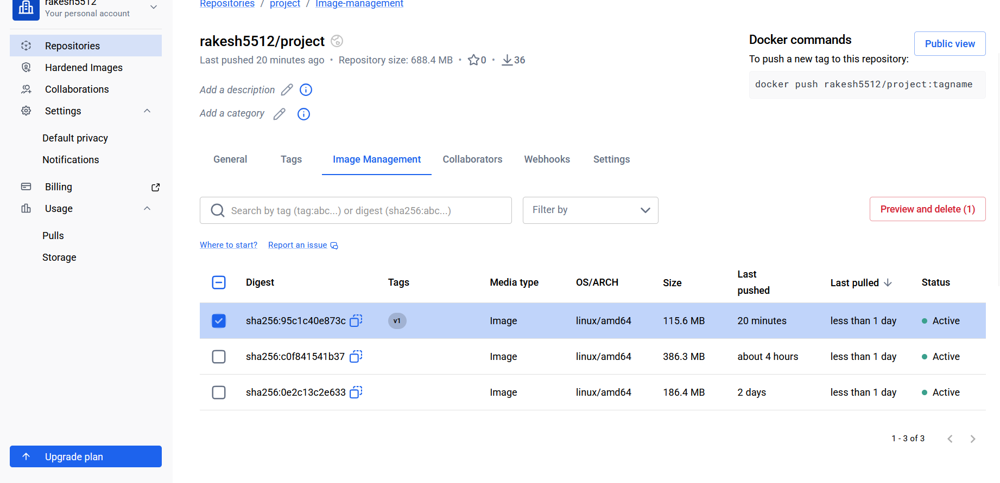 rakesh5512
Your personal account
Repositories
Hardened Images
Collaborations
Settings
Default privacy
Notifications
Billing
Usage
Pulls
Storage
Upgrade plan
Repositories / project / Image-management
rakesh5512/project
Last pushed 20 minutes ago • Repository size: 688.4 MB • 0 • 36
Add a description
Add a category
Docker commands
Public view
To push a new tag to this repository:
docker push rakesh5512/project:tagname
General Tags Image Management Collaborators Webhooks Settings
Search by tag (tag:abc...) or digest (sha256:abc...)
Filter by
Preview and delete (1)
Where to start? Report an issue
Digest Tags Media type OS/ARCH Size Last pushed Last pulled Status
sha256:95c1c40e873c v1 Image linux/amd64 115.6 MB 20 minutes less than 1 day Active
sha256:c0f841541b37 Image linux/amd64 386.3 MB about 4 hours less than 1 day Active
sha256:0e2c13c2e633 Image linux/amd64 186.4 MB 2 days less than 1 day Active
1 - 3 of 3